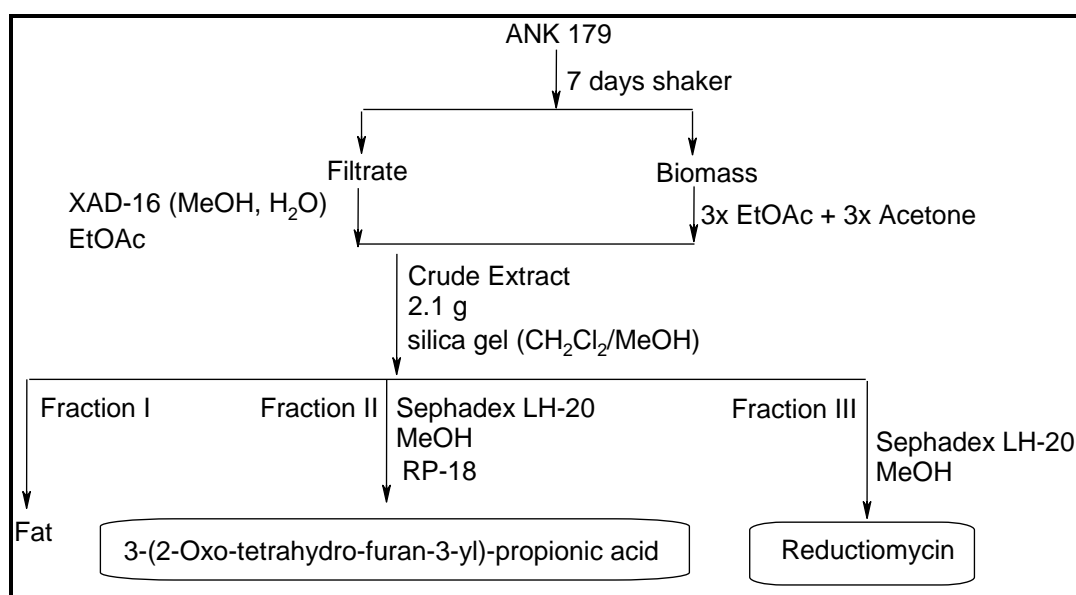 ANK 179
7 days shaker
Filtrate
Biomass
XAD-16 (MeOH, H₂O)
EtOAc
3x EtOAc + 3x Acetone
Crude Extract
2.1 g
silica gel (CH₂Cl₂/MeOH)
Fraction I
Fraction II
Sephadex LH-20
MeOH
RP-18
Fraction III
Sephadex LH-20
MeOH
Fat
3-(2-Oxo-tetrahydro-furan-3-yl)-propionic acid
Reductiomycin